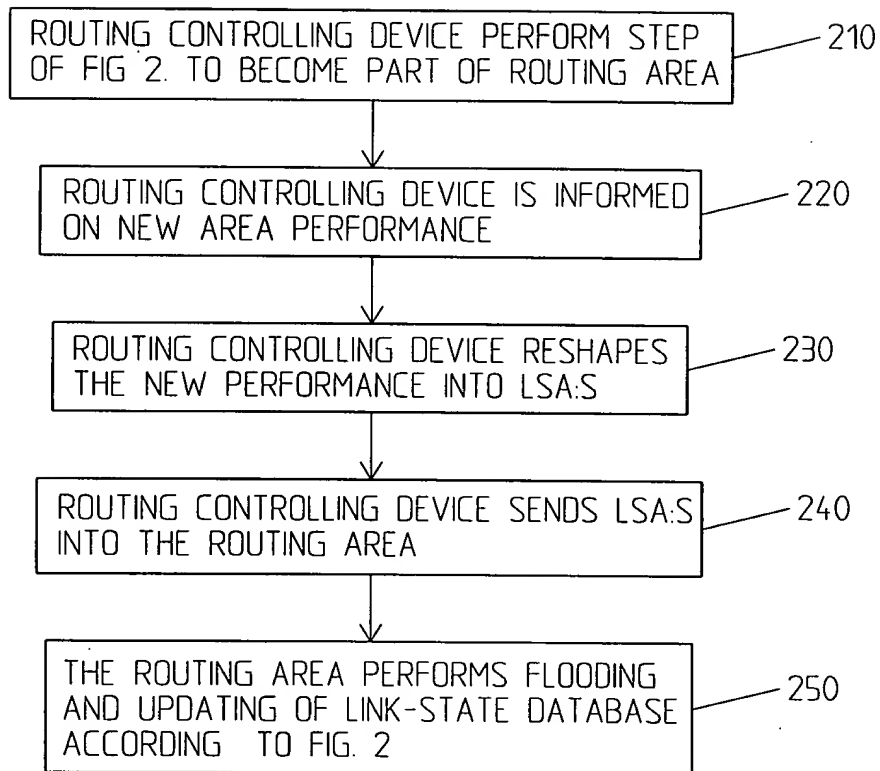 ROUTING CONTROLLING DEVICE PERFORM STEP
OF FIG 2. TO BECOME PART OF ROUTING AREA
210
ROUTING CONTROLLING DEVICE IS INFORMED
ON NEW AREA PERFORMANCE
220
ROUTING CONTROLLING DEVICE RESHAPES
THE NEW PERFORMANCE INTO LSA:S
230
ROUTING CONTROLLING DEVICE SENDS LSA:S
INTO THE ROUTING AREA
240
THE ROUTING AREA PERFORMS FLOODING
AND UPDATING OF LINK-STATE DATABASE
ACCORDING TO FIG. 2
250